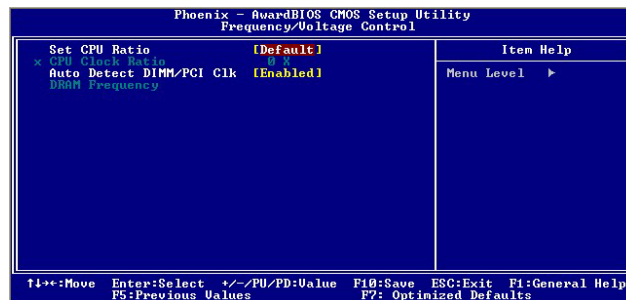 Phoenix - AwardBIOS CMOS Setup Utility
Frequency/Voltage Control
Set CPU Ratio [Default]
x CPU Clock Ratio 0 X
Auto Detect DIMM/PCI Clk [Enabled]
DRAM Frequency
Item Help
Menu Level ►
↑↓→←:Move Enter:Select +/-/PU/PD:Value F10:Save ESC:Exit F1:General Help
F5:Previous Values F7: Optimized Defaults